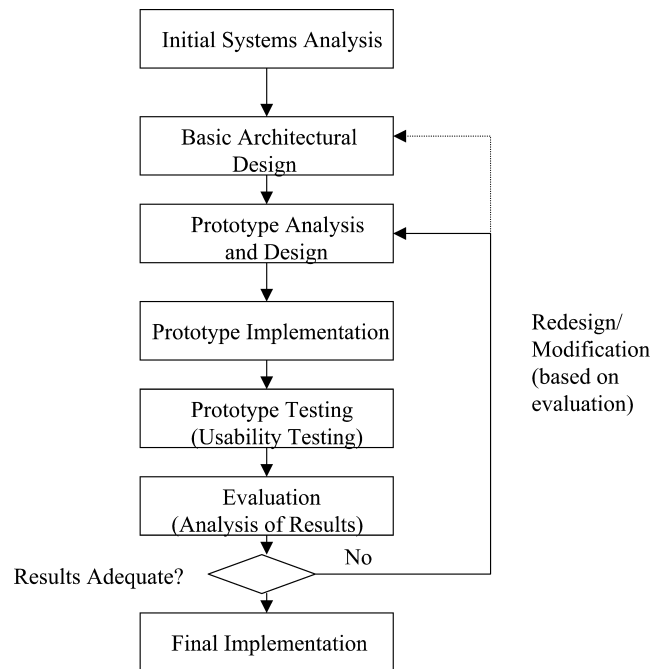 Initial Systems Analysis
Basic Architectural
Design
Prototype Analysis
and Design
Prototype Implementation
Redesign/
Modification
(based on
evaluation)
Prototype Testing
(Usability Testing)
Evaluation
(Analysis of Results)
No
Results Adequate?
Final Implementation